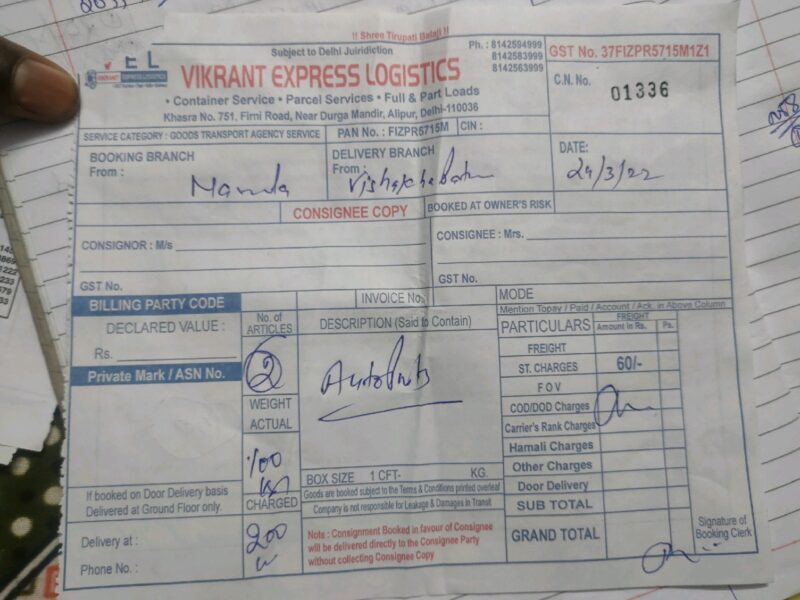 !! Shree Tirupati Balaji !!
Subject to Delhi Juiridiction
Ph. : 8142594999
8142583999
8142563999
GST No. 37FIZPR5715M1Z1
EL
VIKRANT EXPRESS LOGISTICS
VIKRANT EXPRESS LOGISTICS
• Container Service • Parcel Services • Full & Part Loads
Khasra No. 751, Firni Road, Near Durga Mandir, Alipur, Delhi-110036
C.N. No. 01336
SERVICE CATEGORY : GOODS TRANSPORT AGENCY SERVICE
PAN No. : FIZPR5715M
CIN :
BOOKING BRANCH
From :
DELIVERY BRANCH
From :
DATE:
24/3/22
CONSIGNEE COPY
BOOKED AT OWNER'S RISK
CONSIGNOR : M/s
CONSIGNEE : Mrs.
GST No.
GST No.
BILLING PARTY CODE
INVOICE No.
MODE
Mention Topay / Paid / Account / Ack. in Above Column
DECLARED VALUE :
Rs.
No. of
ARTICLES
2
DESCRIPTION (Said to Contain)
PARTICULARS
FREIGHT
Amount in Rs.
Ps.
Private Mark / ASN No.
FREIGHT
ST. CHARGES 60/-
F O V
COD/DOD Charges
Carrier's Rank Charges
Hamali Charges
Other Charges
Door Delivery
SUB TOTAL
GRAND TOTAL
WEIGHT
ACTUAL
100
Kg
CHARGED
200
BOX SIZE 1 CFT- KG.
Goods are booked subject to the Terms & Conditions printed overleaf
Company is not responsible for Leakage & Damages in Transit
Note : Consignment Booked in favour of Consignee
will be delivered directly to the Consignee Party
without collecting Consignee Copy
If booked on Door Delivery basis
Delivered at Ground Floor only.
Delivery at :
Phone No. :
Signature of
Booking Clerk